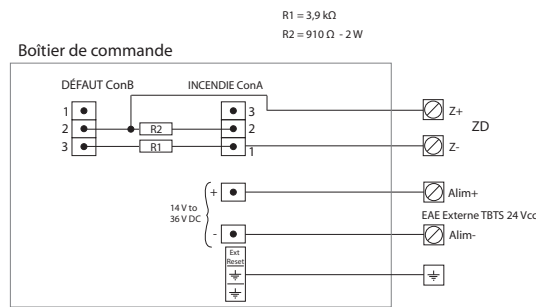 R1 = 3,9 kΩ
R2 = 910 Ω - 2 W
Boîtier de commande
DÉFAUT ConB
INCENDIE ConA
1
3
Z+
2
R2
2
ZD
3
R1
1
Z-
+
Alim+
14 V to
36 V DC
EAE Externe TBTS 24 Vcc
-
Alim-
Ext
Reset